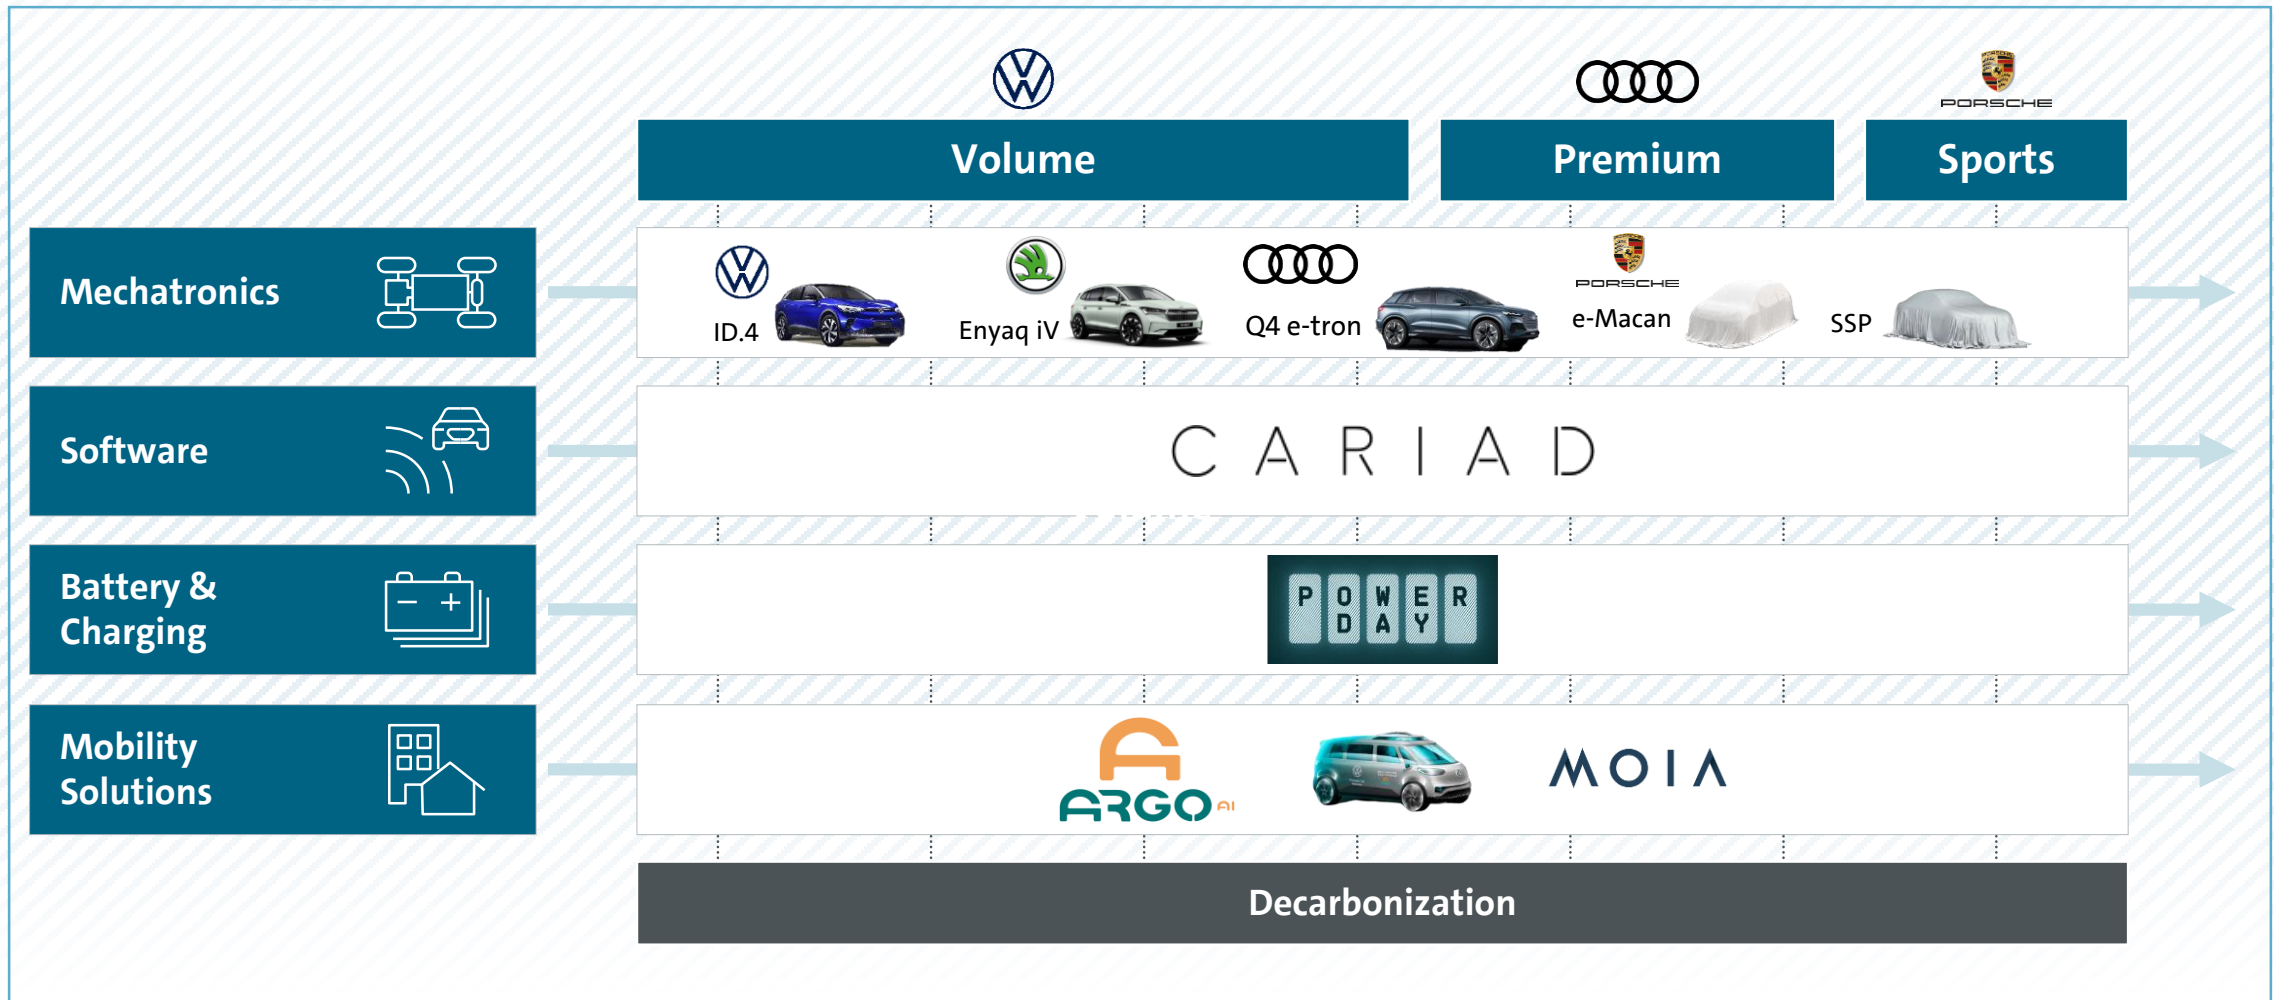 PORSCHE
Volume
Premium
Sports
Mechatronics
ID.4
Enyaq iV
Q4 e-tron
PORSCHE
e-Macan
SSP
Software
CARIAD
Battery &
Charging
POWER
DAY
Mobility
Solutions
ARGO AI
MOIA
Decarbonization